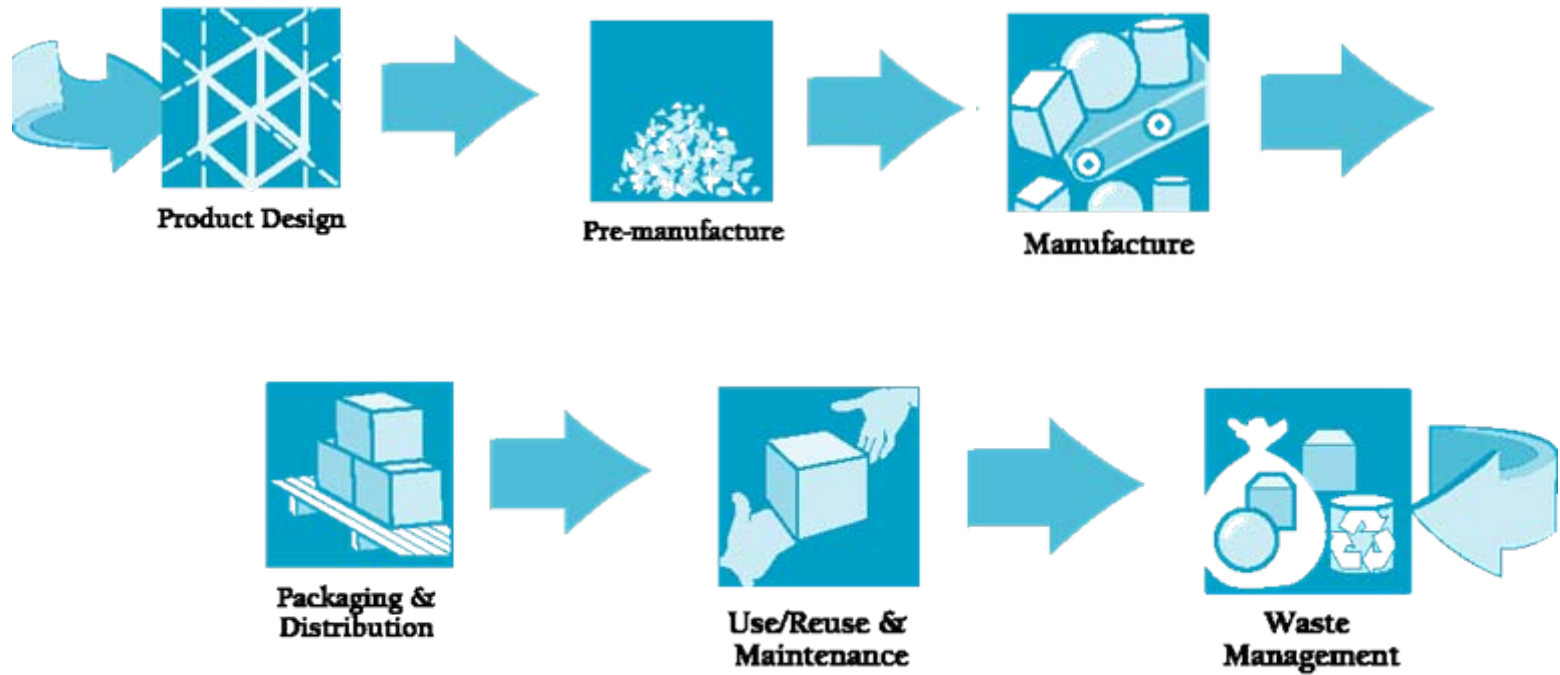 Product Design
Pre-manufacture
Manufacture
Packaging &
Distribution
Use/Reuse &
Maintenance
Waste
Management